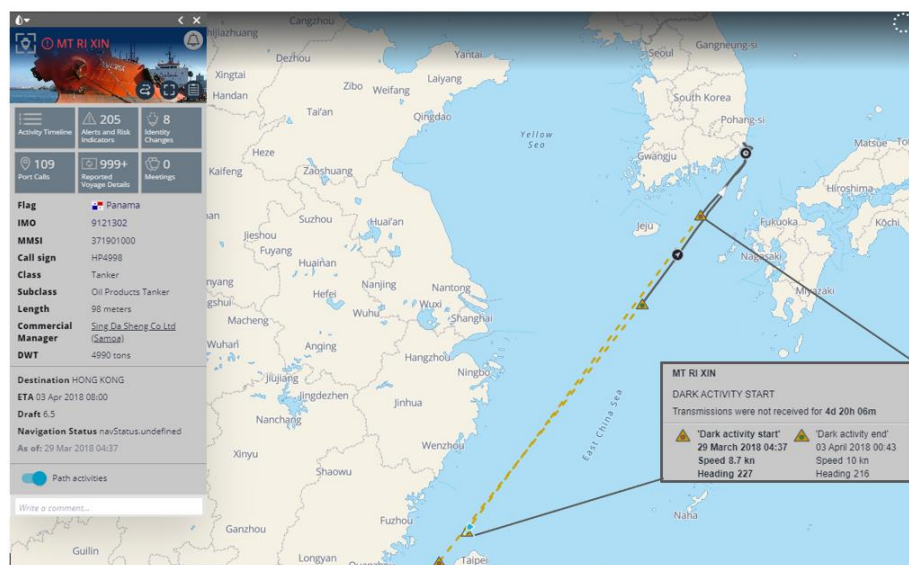 MT RI XIN
Activity Timeline
205
Alerts and Risk
Indicators
8
Identity
Changes
109
Port Calls
999+
Reported
Voyage Details
0
Meetings
Flag Panama
IMO 9121302
MMSI 371901000
Call sign HP4998
Class Tanker
Subclass Oil Products Tanker
Length 98 meters
Commercial Manager Sing Da Sheng Co Ltd (Samoa)
DWT 4990 tons
Destination HONG KONG
ETA 03 Apr 2018 08:00
Draft 6.5
Navigation Status navStatus.undefined
As of: 29 Mar 2018 04:37
Path activities
Write a comment...
Cangzhou
Dezhou
Yantai
Xingtai
Zibo
Weifang
Laiyang
Handan
Tai'an
Qingdao
Heze
Zaoshuang
Kaifeng
Yellow
Sea
Seoul
Gangneung-si
South Korea
Pohang-si
Gwangju
Jeju
Matsue
Hiroshima
Fukuoka
Kōchi
Nagasaki
Miyazaki
Suzhou
Huai'an
Jieshou
Fuyang
Huainan
Nanjing
Nantong
Hefei
Wuxi
Wuhu
Shanghai
Macheng
Wuhan
Anqing
Hangzhou
Ningbo
Jiujiang
Jingdezhen
Jinhua
Nanchang
East China Sea
Wenzhou
Xinyu
Shaowu
Fuzhou
Ganzhou
Guilin
Longyan
Taipei
Naha
MT RI XIN
DARK ACTIVITY START
Transmissions were not received for 4d 20h 06m
'Dark activity start' 'Dark activity end'
29 March 2018 04:37 03 April 2018 00:43
Speed 8.7 kn Speed 10 kn
Heading 227 Heading 216